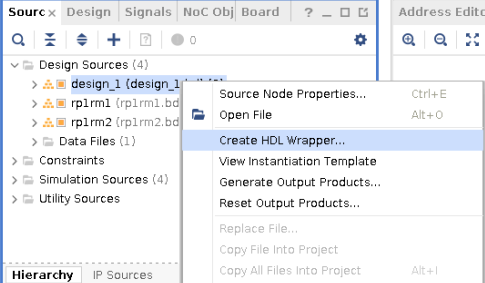 Sourc × Design Signals NoC Obj Board ? _ Address Edito
0
Design Sources (4)
design_1 (design_1
rp1rm1 (rp1rm1.bd
rp1rm2 (rp1rm2.bd
Data Files (1)
Constraints
Simulation Sources (4)
Utility Sources
Source Node Properties... Ctrl+E
Open File Alt+O
Create HDL Wrapper...
View Instantiation Template
Generate Output Products...
Reset Output Products...
Replace File...
Copy File Into Project
Copy All Files Into Project Alt+I
Hierarchy IP Sources